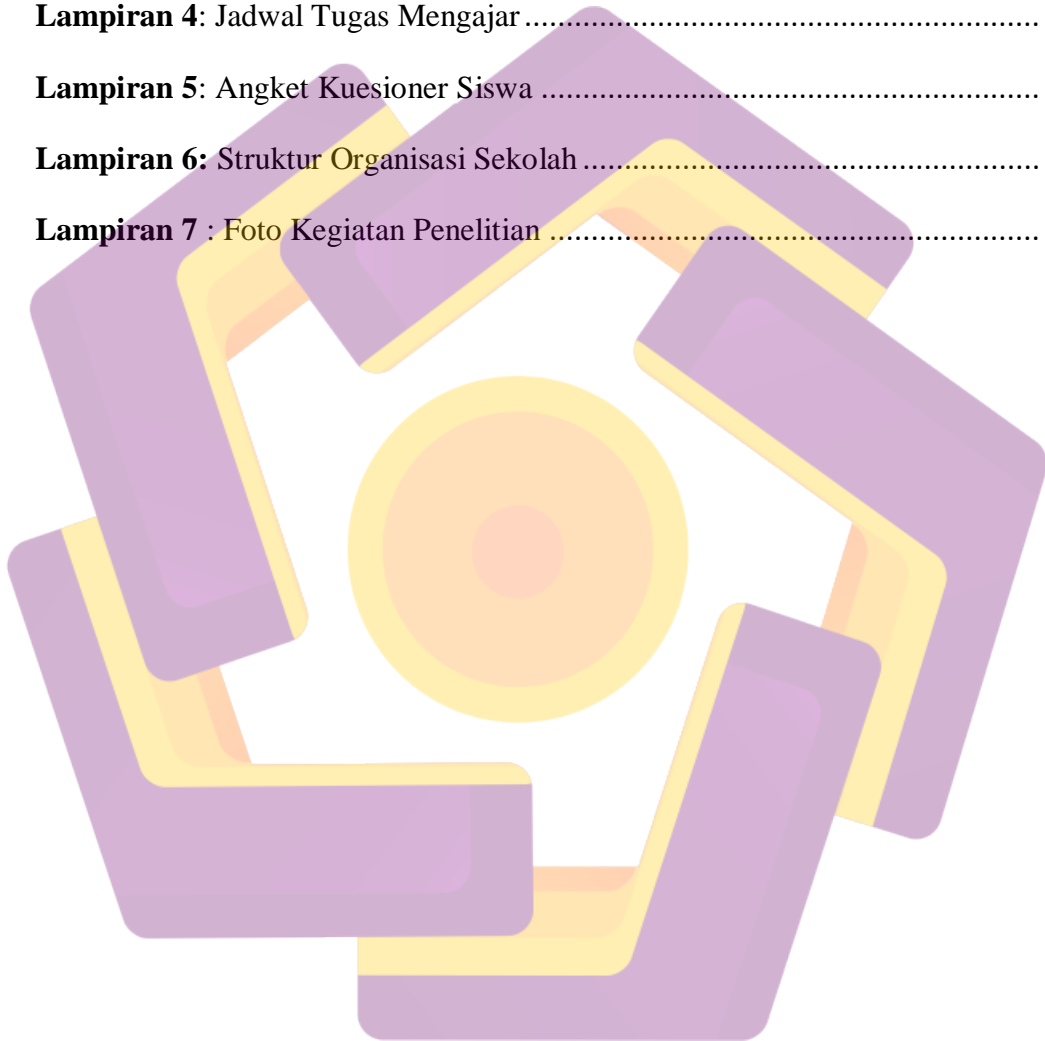 Lampiran 4: Jadwal Tugas Mengajar ................................................................
Lampiran 5: Angket Kuesioner Siswa ..............................................................
Lampiran 6: Struktur Organisasi Sekolah .........................................................
Lampiran 7 : Foto Kegiatan Penelitian .............................................................